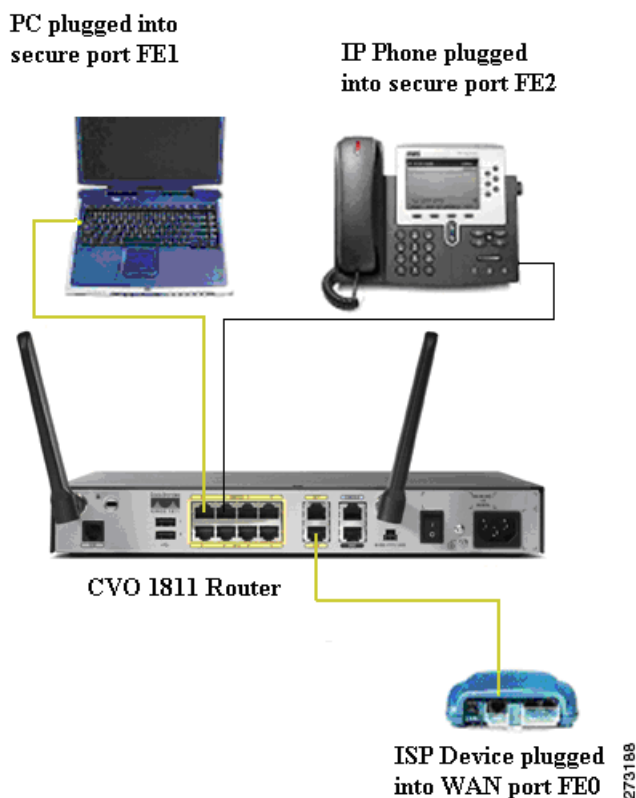 PC plugged into
secure port FE1
IP Phone plugged
into secure port FE2
CVO 1811 Router
ISP Device plugged
into WAN port FE0
273188